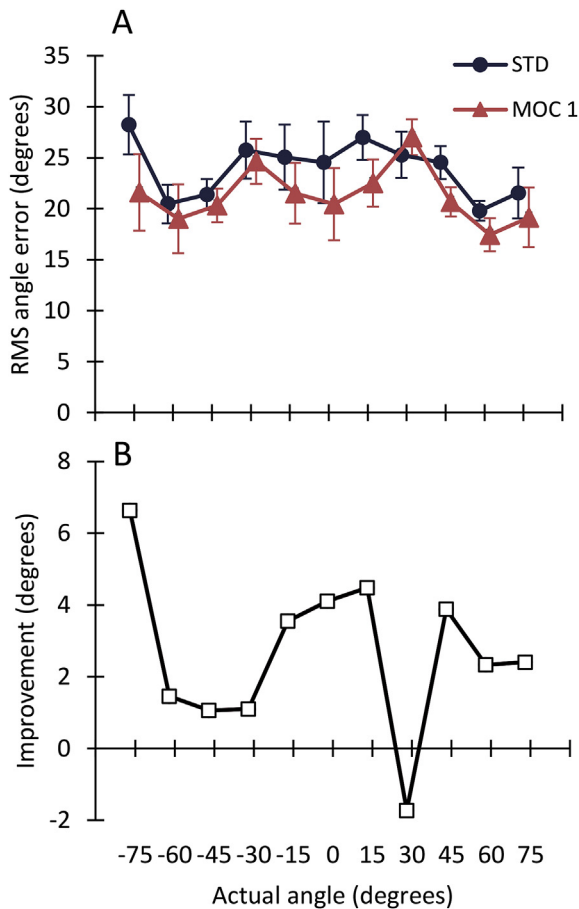 A
35
30
25
20
15
10
5
0
RMS angle error (degrees)
STD
MOC 1
B
8
6
4
2
0
-2
Improvement (degrees)
-75 -60 -45 -30 -15 0 15 30 45 60 75
Actual angle (degrees)